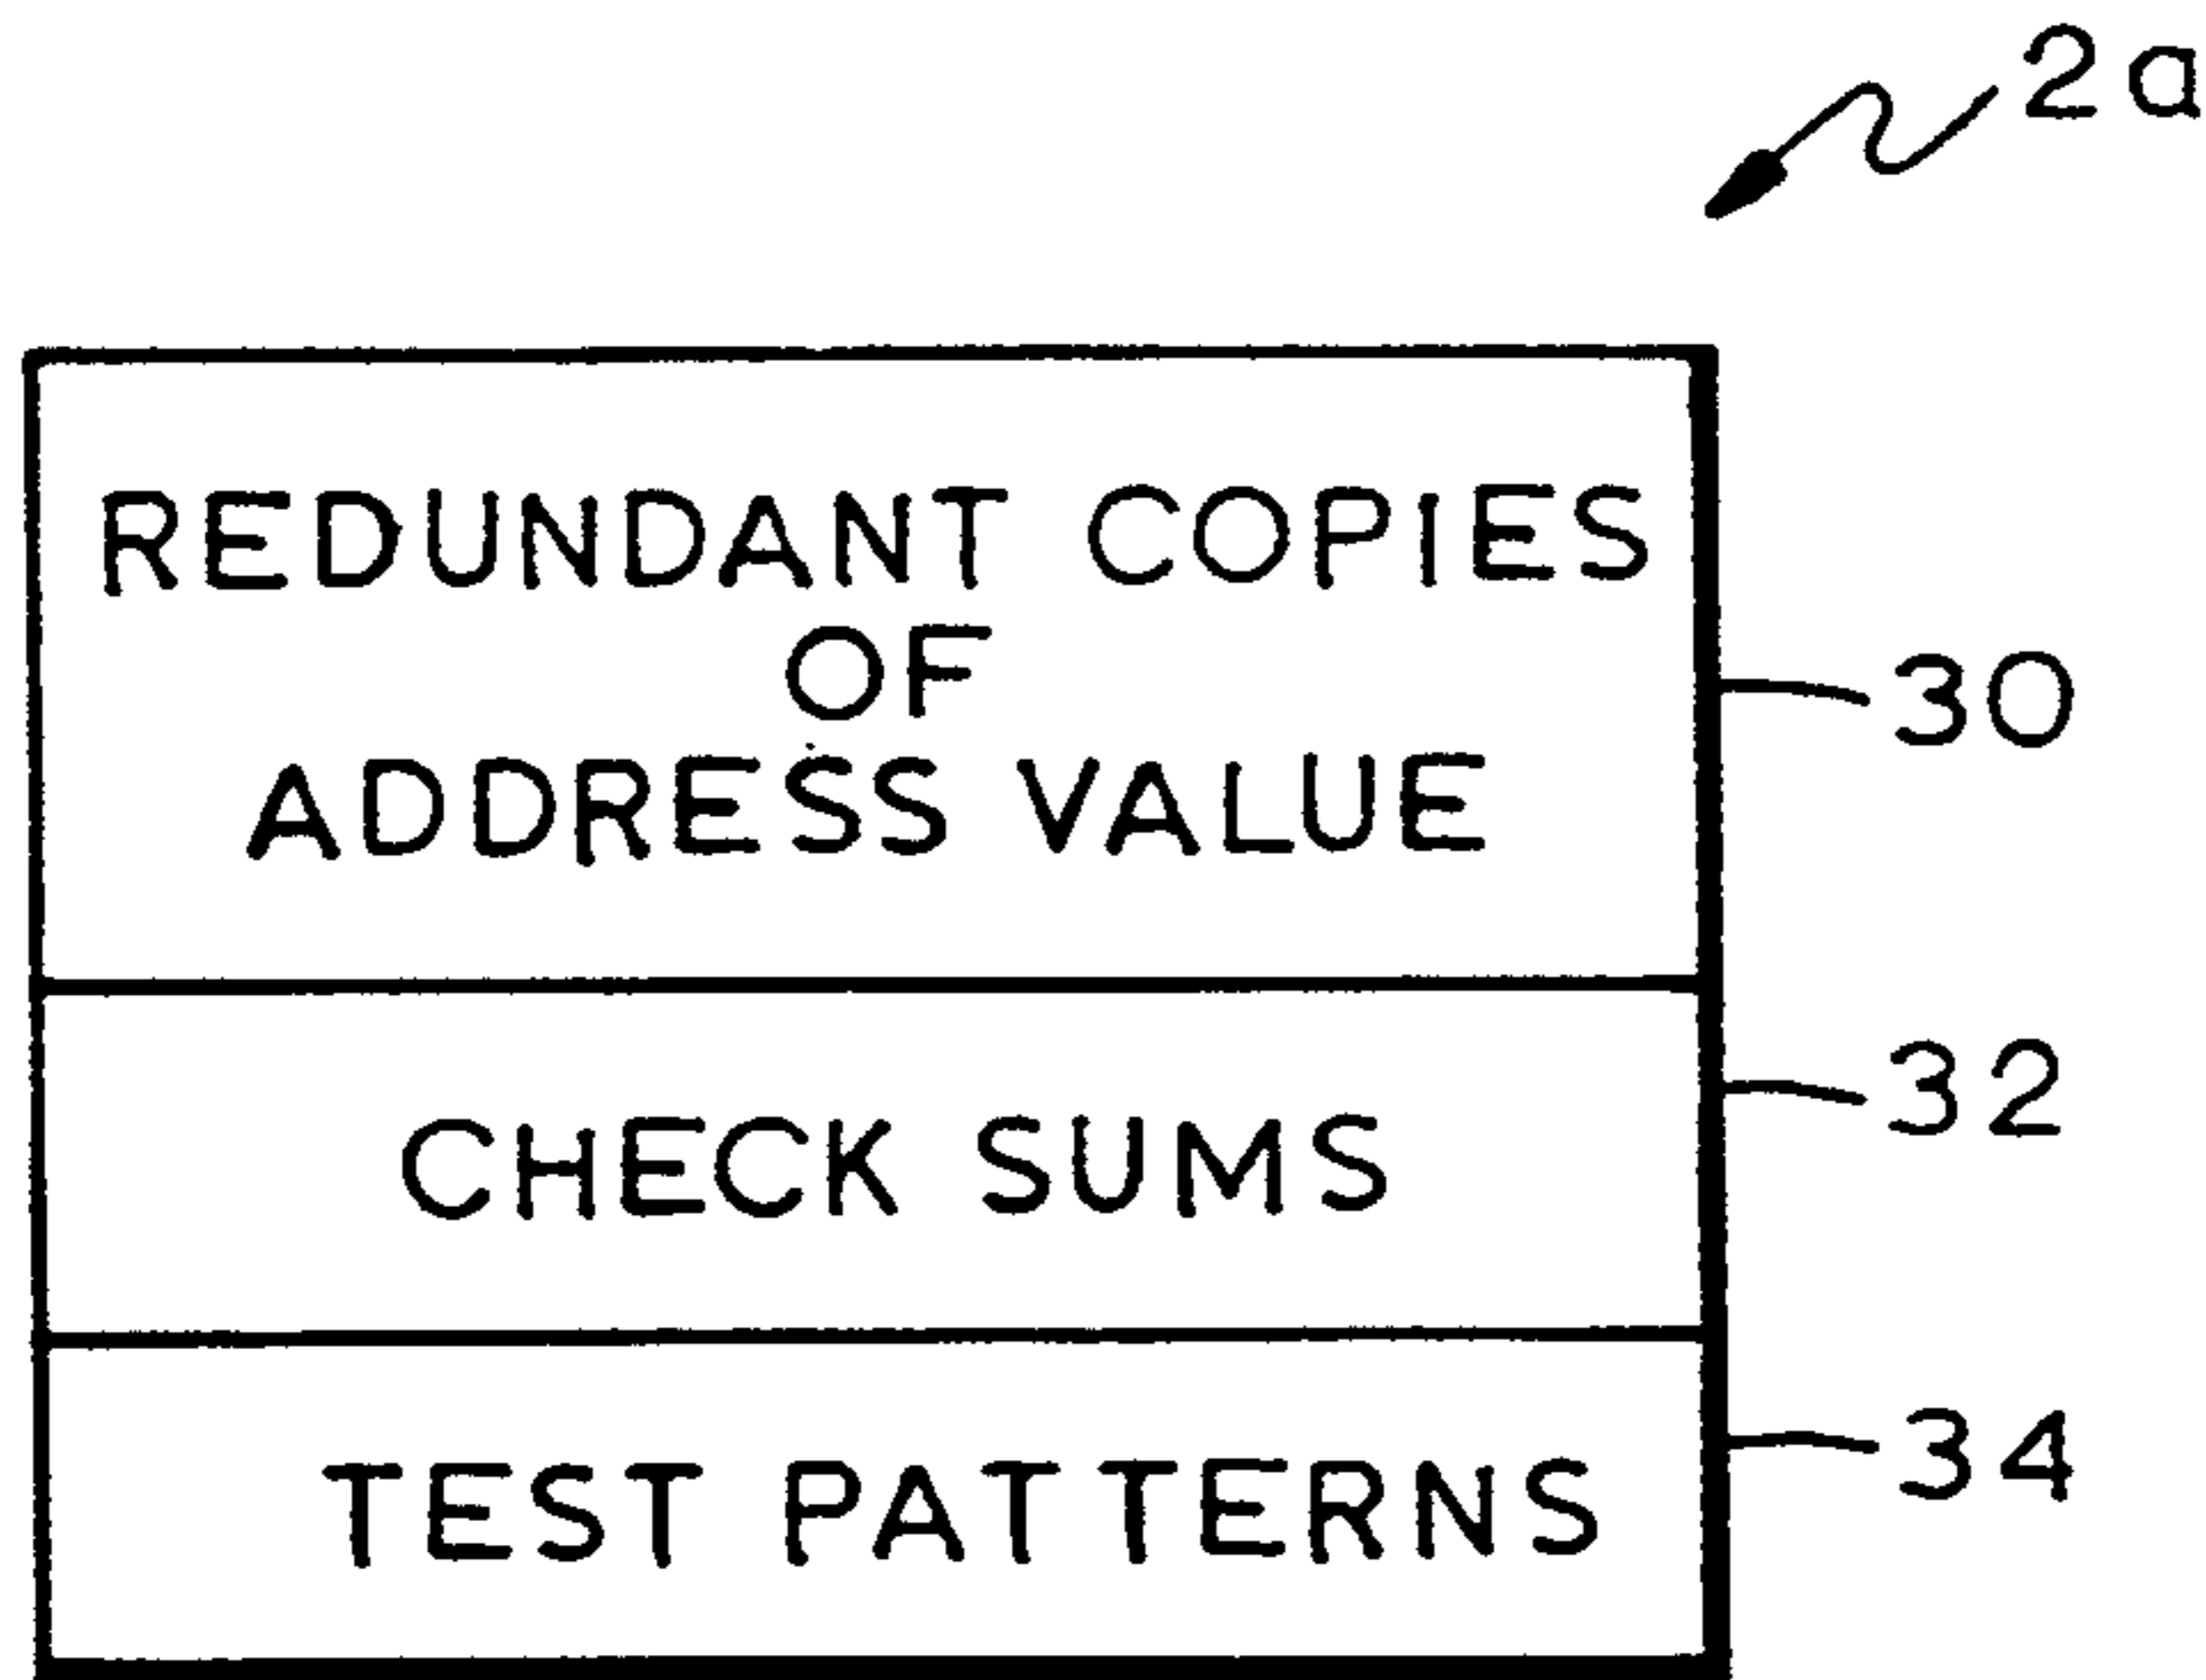 2a
REDUNDANT COPIES
OF
ADDRESS VALUE
30
CHECK SUMS
32
TEST PATTERNS
34